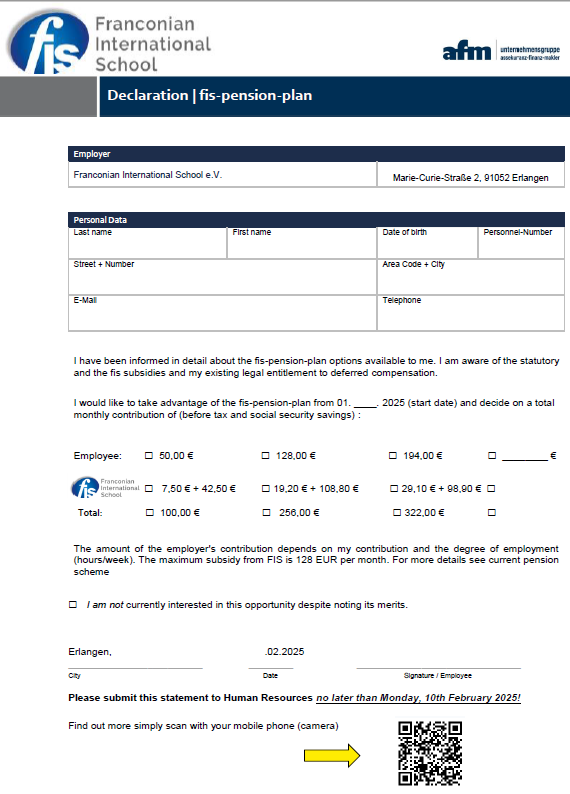 fis
Franconian
International
School
afm
unternehmensgruppe
assekuranz-finanz-makler
Declaration | fis-pension-plan
Employer
Franconian International School e.V.
Marie-Curie-Straße 2, 91052 Erlangen
Personal Data
Last name
First name
Date of birth
Personnel-Number
Street + Number
Area Code + City
E-Mail
Telephone
I have been informed in detail about the fis-pension-plan options available to me. I am aware of the statutory
and the fis subsidies and my existing legal entitlement to deferred compensation.
I would like to take advantage of the fis-pension-plan from 01. ____. 2025 (start date) and decide on a total
monthly contribution of (before tax and social security savings) :
Employee: ☐ 50,00 € ☐ 128,00 € ☐ 194,00 € ☐ ________ €
fis Franconian International School ☐ 7,50 € + 42,50 € ☐ 19,20 € + 108,80 € ☐ 29,10 € + 98,90 € ☐
Total: ☐ 100,00 € ☐ 256,00 € ☐ 322,00 € ☐
The amount of the employer's contribution depends on my contribution and the degree of employment
(hours/week). The maximum subsidy from FIS is 128 EUR per month. For more details see current pension
scheme
☐ I am not currently interested in this opportunity despite noting its merits.
Erlangen, .02.2025
City Date Signature / Employee
Please submit this statement to Human Resources no later than Monday, 10th February 2025!
Find out more simply scan with your mobile phone (camera)